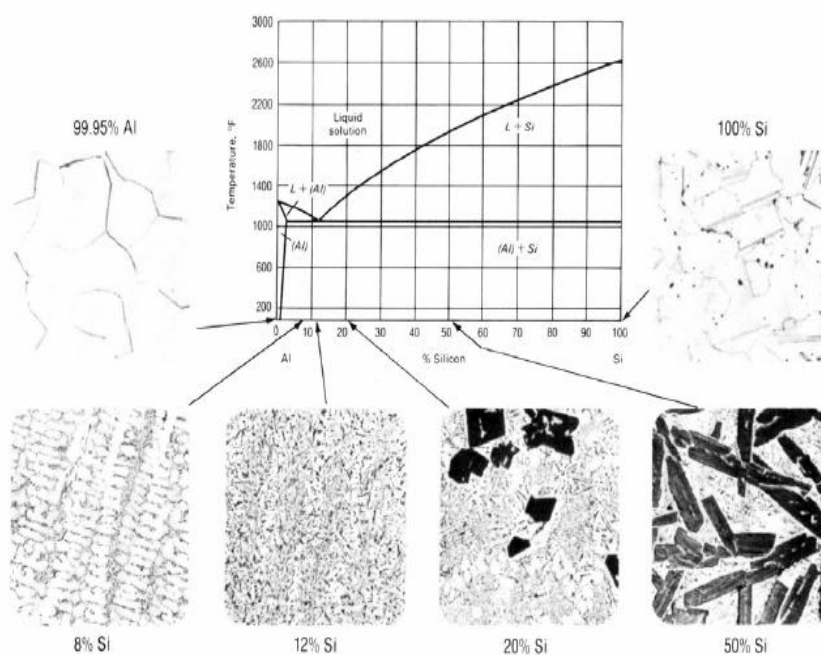 3000
2600
2200
1800
1400
1000
600
200
Temperature, °F
Liquid
solution
L + Si
L + (Al)
(Al)
(Al) + Si
0 10 20 30 40 50 60 70 80 90 100
Al % Silicon Si
99.95% Al
100% Si
8% Si
12% Si
20% Si
50% Si